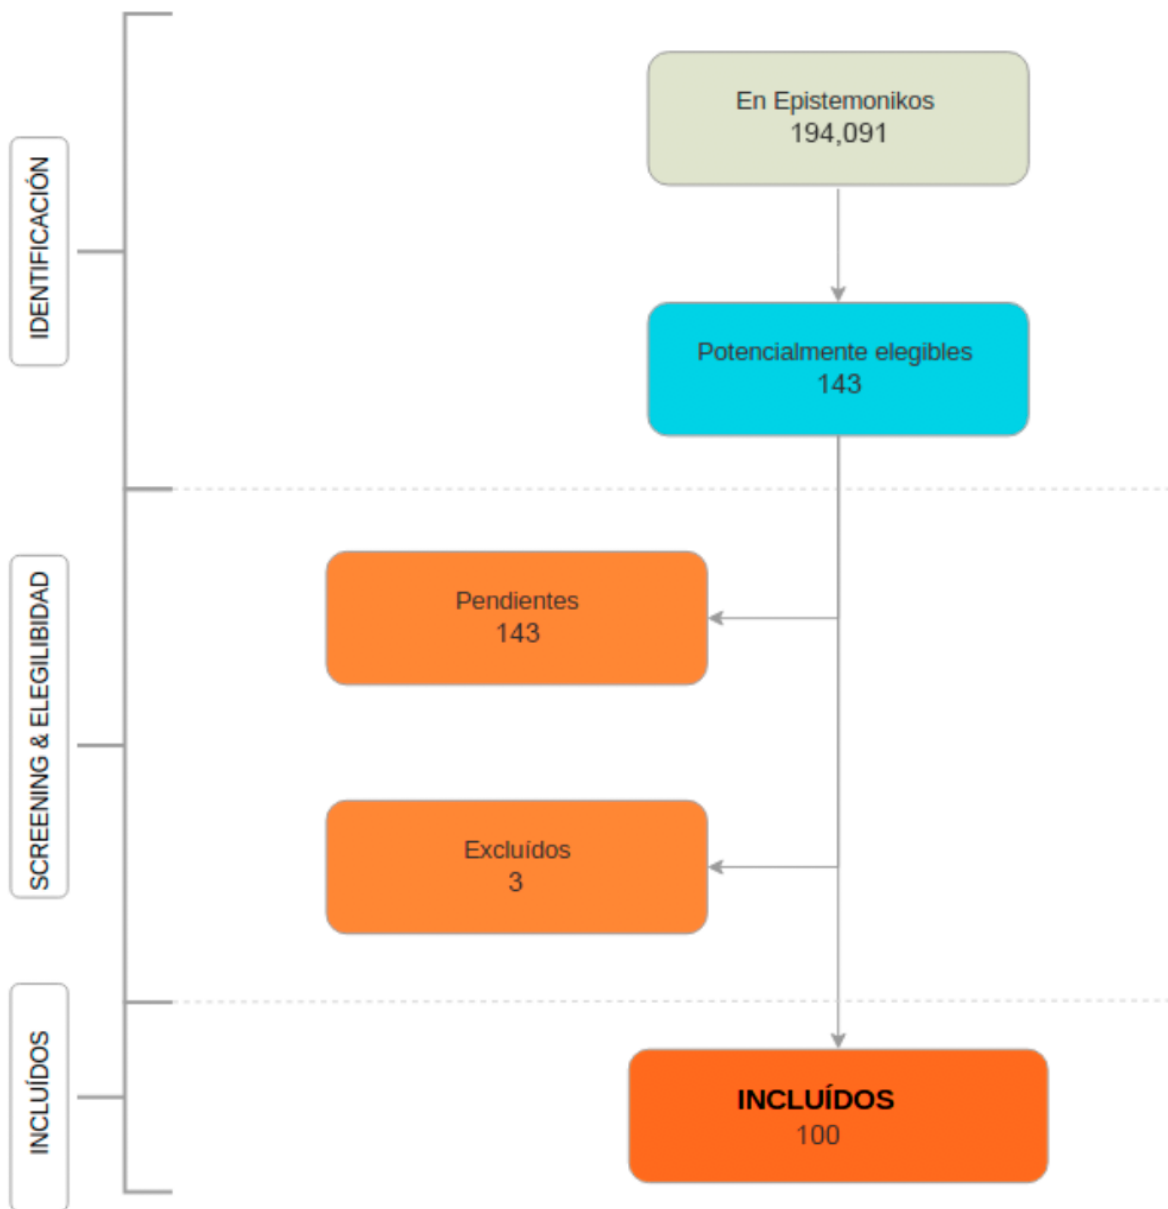 IDENTIFICACIÓN
En Epistemonikos
194,091
Potencialmente elegibles
143
SCREENING & ELEGILIBIDAD
Pendientes
143
Excluídos
3
INCLUÍDOS
INCLUÍDOS
100